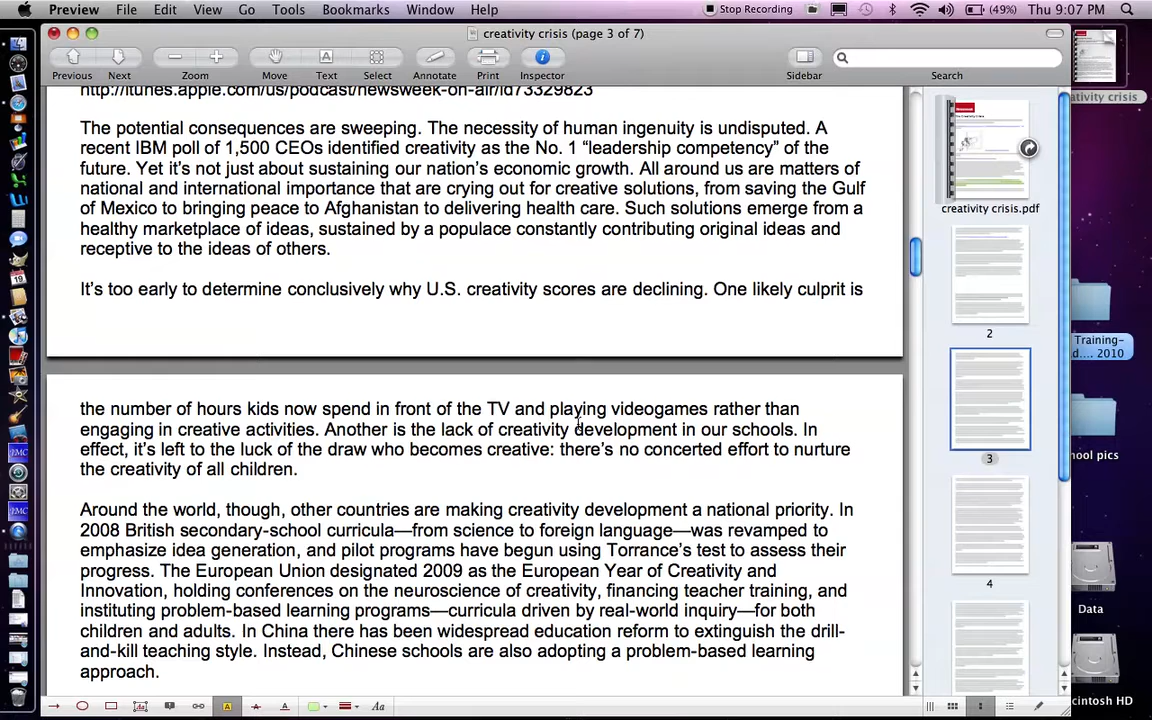 Preview File Edit View Go Tools Bookmarks Window Help Stop Recording (49%) Thu 9:07 PM
creativity crisis (page 3 of 7)
Previous Next Zoom Move Text Select Annotate Print Inspector Sidebar Search
http://itunes.apple.com/us/podcast/newsweek-on-air/id73329823
The potential consequences are sweeping. The necessity of human ingenuity is undisputed. A
recent IBM poll of 1,500 CEOs identified creativity as the No. 1 “leadership competency” of the
future. Yet it’s not just about sustaining our nation’s economic growth. All around us are matters of
national and international importance that are crying out for creative solutions, from saving the Gulf
of Mexico to bringing peace to Afghanistan to delivering health care. Such solutions emerge from a
healthy marketplace of ideas, sustained by a populace constantly contributing original ideas and
receptive to the ideas of others.
It’s too early to determine conclusively why U.S. creativity scores are declining. One likely culprit is
the number of hours kids now spend in front of the TV and playing videogames rather than
engaging in creative activities. Another is the lack of creativity development in our schools. In
effect, it’s left to the luck of the draw who becomes creative: there’s no concerted effort to nurture
the creativity of all children.
Around the world, though, other countries are making creativity development a national priority. In
2008 British secondary-school curricula—from science to foreign language—was revamped to
emphasize idea generation, and pilot programs have begun using Torrance’s test to assess their
progress. The European Union designated 2009 as the European Year of Creativity and
Innovation, holding conferences on the neuroscience of creativity, financing teacher training, and
instituting problem-based learning programs—curricula driven by real-world inquiry—for both
children and adults. In China there has been widespread education reform to extinguish the drill-
and-kill teaching style. Instead, Chinese schools are also adopting a problem-based learning
approach.
creativity crisis.pdf
2
3
4
ativity crisis
Training-
d.... 2010
nool pics
Data
cintosh HD
Aa